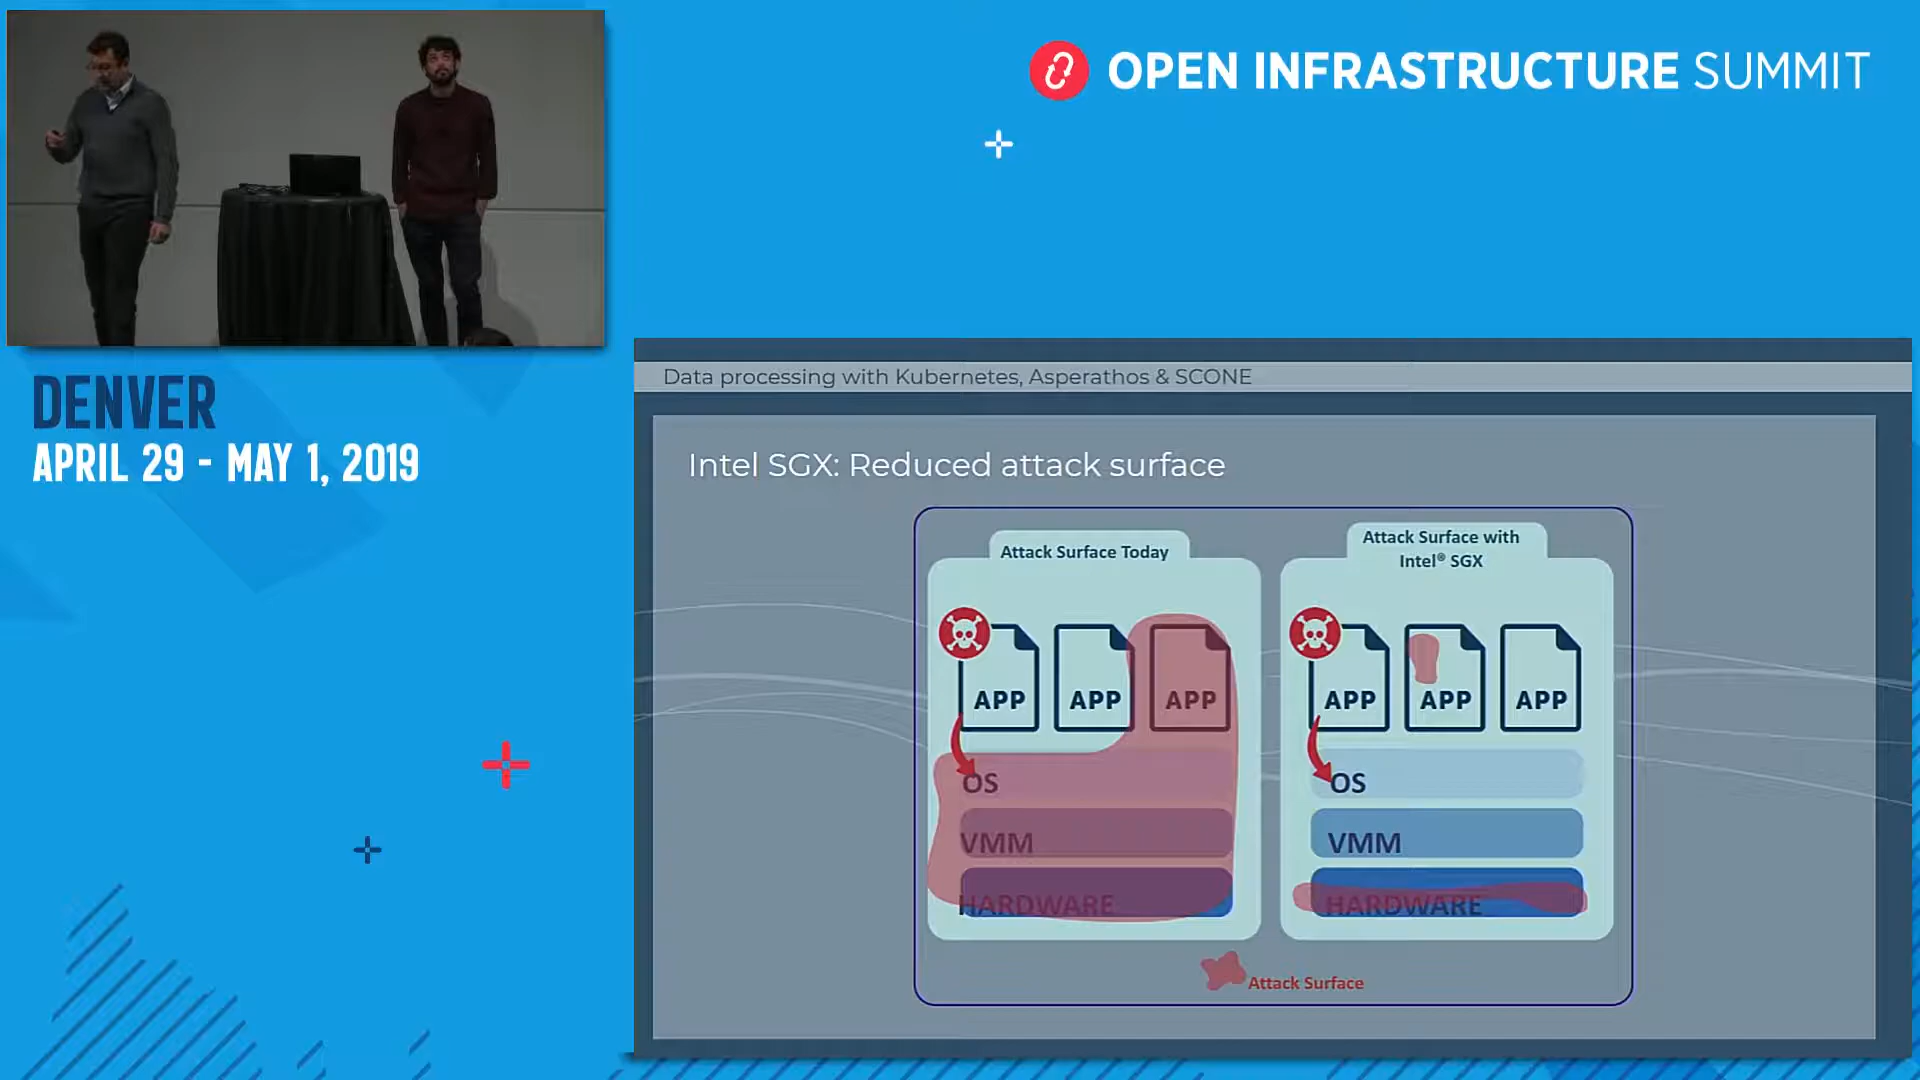 OPEN INFRASTRUCTURE SUMMIT
DENVER
APRIL 29 - MAY 1, 2019
Data processing with Kubernetes, Asperathos & SCONE
Intel SGX: Reduced attack surface
Attack Surface Today
APP
APP
APP
OS
VMM
HARDWARE
Attack Surface with
Intel® SGX
APP
APP
APP
OS
VMM
HARDWARE
Attack Surface